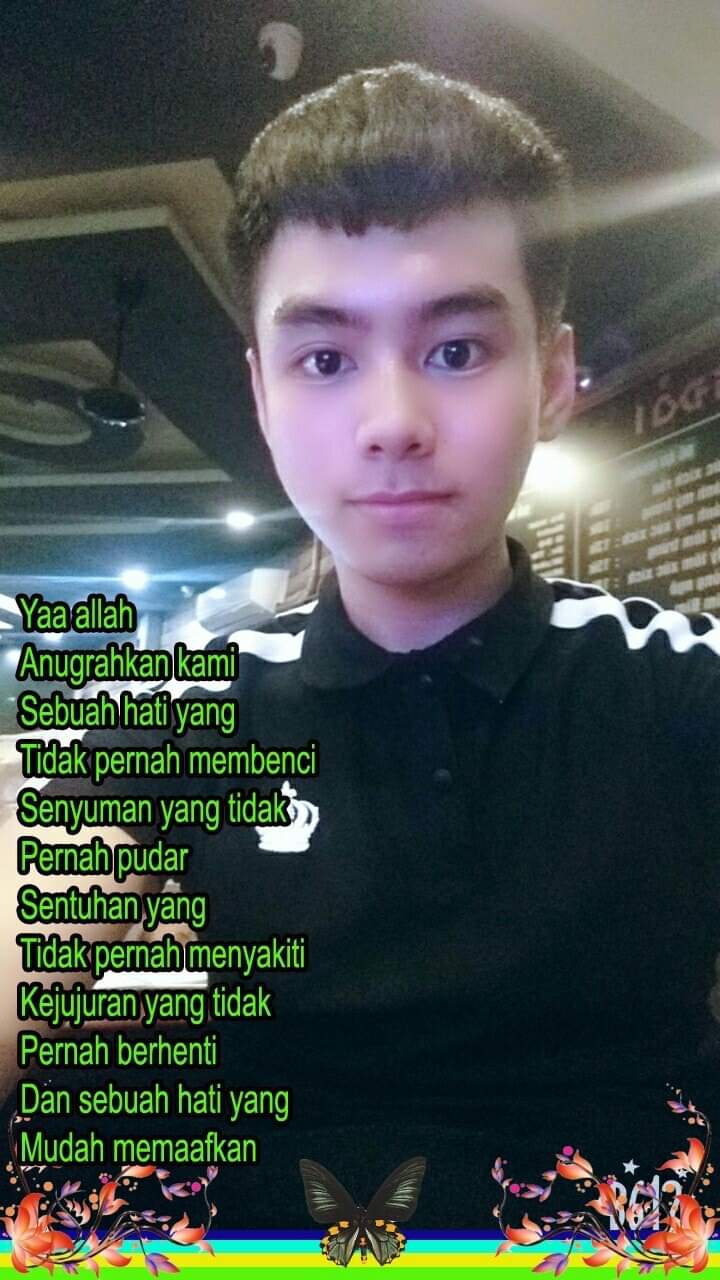 Yaa allah
Anugrahkan kami
Sebuah hati yang
Tidak pernah membenci
Senyuman yang tidak
Pernah pudar
Sentuhan yang
Tidak pernah menyakiti
Kejujuran yang tidak
Pernah berhenti
Dan sebuah hati yang
Mudah memaafkan
B612